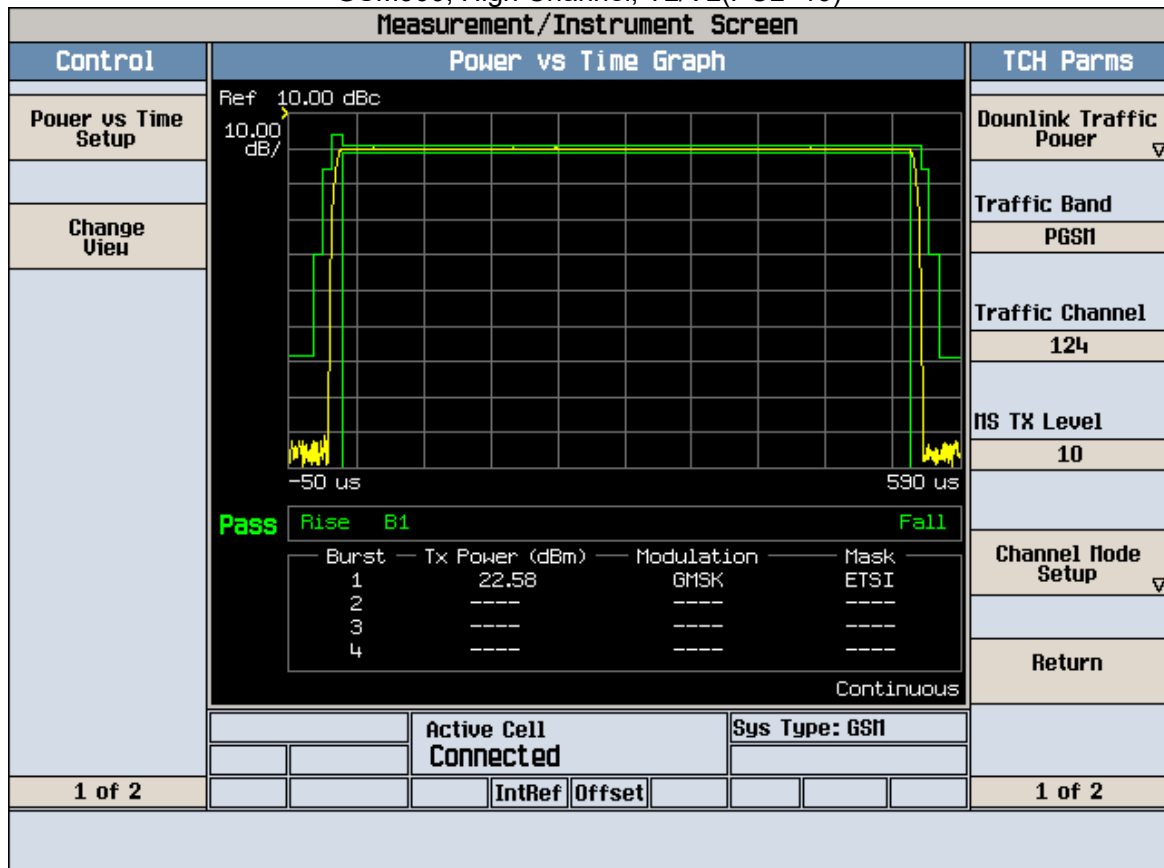 Measurement/Instrument Screen
Control
Power vs Time Graph
TCH Parms
Power vs Time
Setup
Change
View
1 of 2
Ref 10.00 dBc
10.00
dB/
-50 us
590 us
Pass
Rise B1 Fall
Burst Tx Power (dBm) Modulation Mask
1 22.58 GMSK ETSI
2 ---- ---- ----
3 ---- ---- ----
4 ---- ---- ----
Continuous
Active Cell
Connected
Sys Type: GSM
IntRef Offset
Downlink Traffic
Power
Traffic Band
PGSM
Traffic Channel
124
MS TX Level
10
Channel Mode
Setup
Return
1 of 2